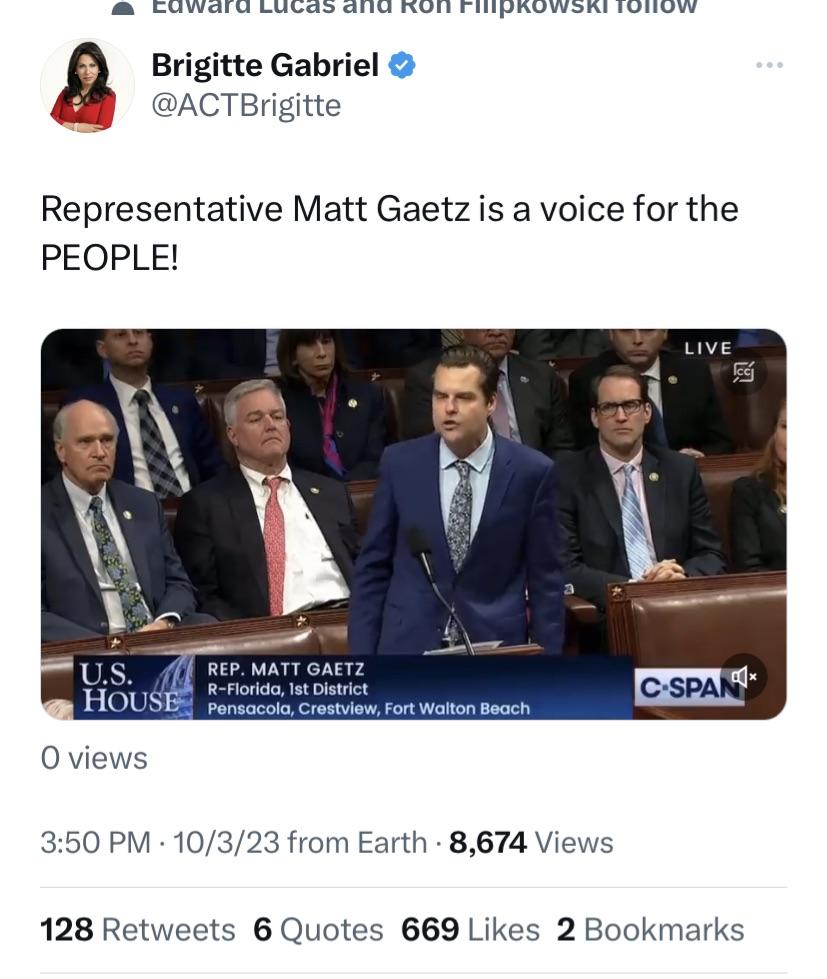 Edward Lucas and Ron Filipkowski follow
Brigitte Gabriel
@ACTBrigitte
Representative Matt Gaetz is a voice for the
PEOPLE!
LIVE
CC
U.S.
HOUSE
REP. MATT GAETZ
R-Florida, 1st District
Pensacola, Crestview, Fort Walton Beach
C-SPAN
0 views
3:50 PM · 10/3/23 from Earth · 8,674 Views
128 Retweets 6 Quotes 669 Likes 2 Bookmarks